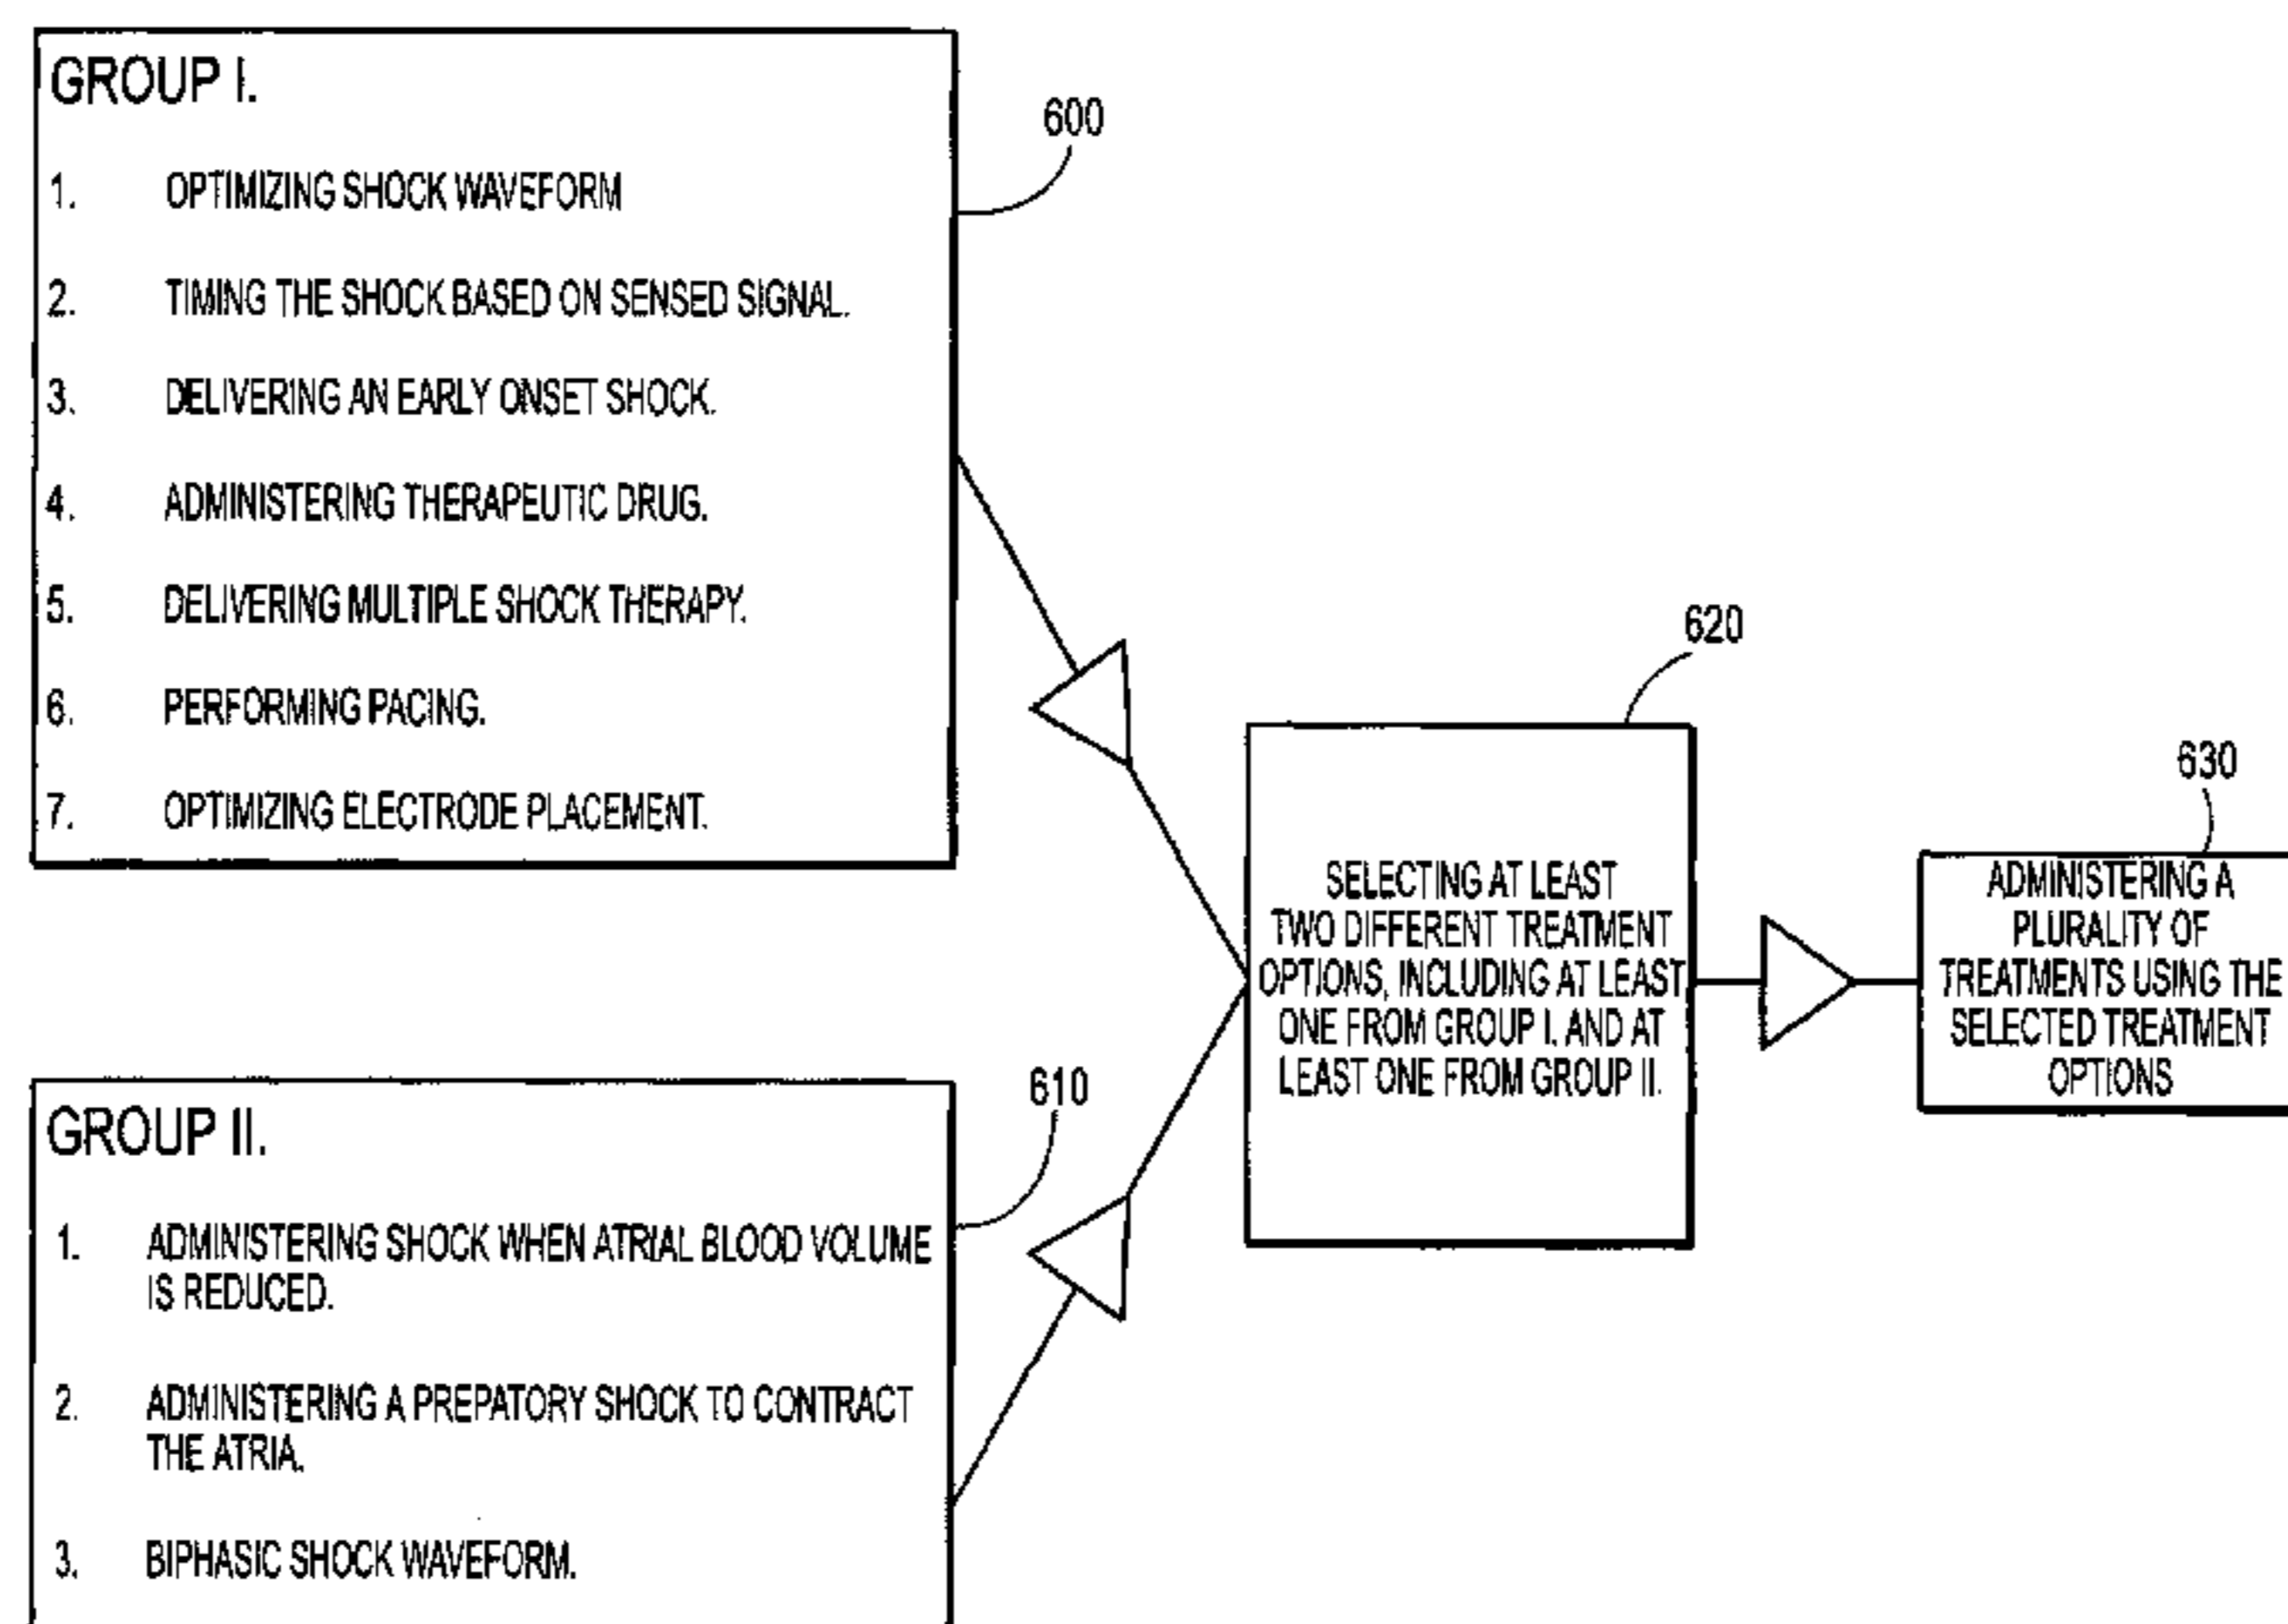 GROUP I.
600
1. OPTIMIZING SHOCK WAVEFORM
2. TIMING THE SHOCK BASED ON SENSED SIGNAL.
3. DELIVERING AN EARLY ONSET SHOCK.
4. ADMINISTERING THERAPEUTIC DRUG.
5. DELIVERING MULTIPLE SHOCK THERAPY.
6. PERFORMING PACING.
7. OPTIMIZING ELECTRODE PLACEMENT.
GROUP II.
610
1. ADMINISTERING SHOCK WHEN ATRIAL BLOOD VOLUME
IS REDUCED.
2. ADMINISTERING A PREPATORY SHOCK TO CONTRACT
THE ATRIA.
3. BIPHASIC SHOCK WAVEFORM.
620
SELECTING AT LEAST
TWO DIFFERENT TREATMENT
OPTIONS, INCLUDING AT LEAST
ONE FROM GROUP I. AND AT
LEAST ONE FROM GROUP II.
630
ADMINISTERING A
PLURALITY OF
TREATMENTS USING THE
SELECTED TREATMENT
OPTIONS